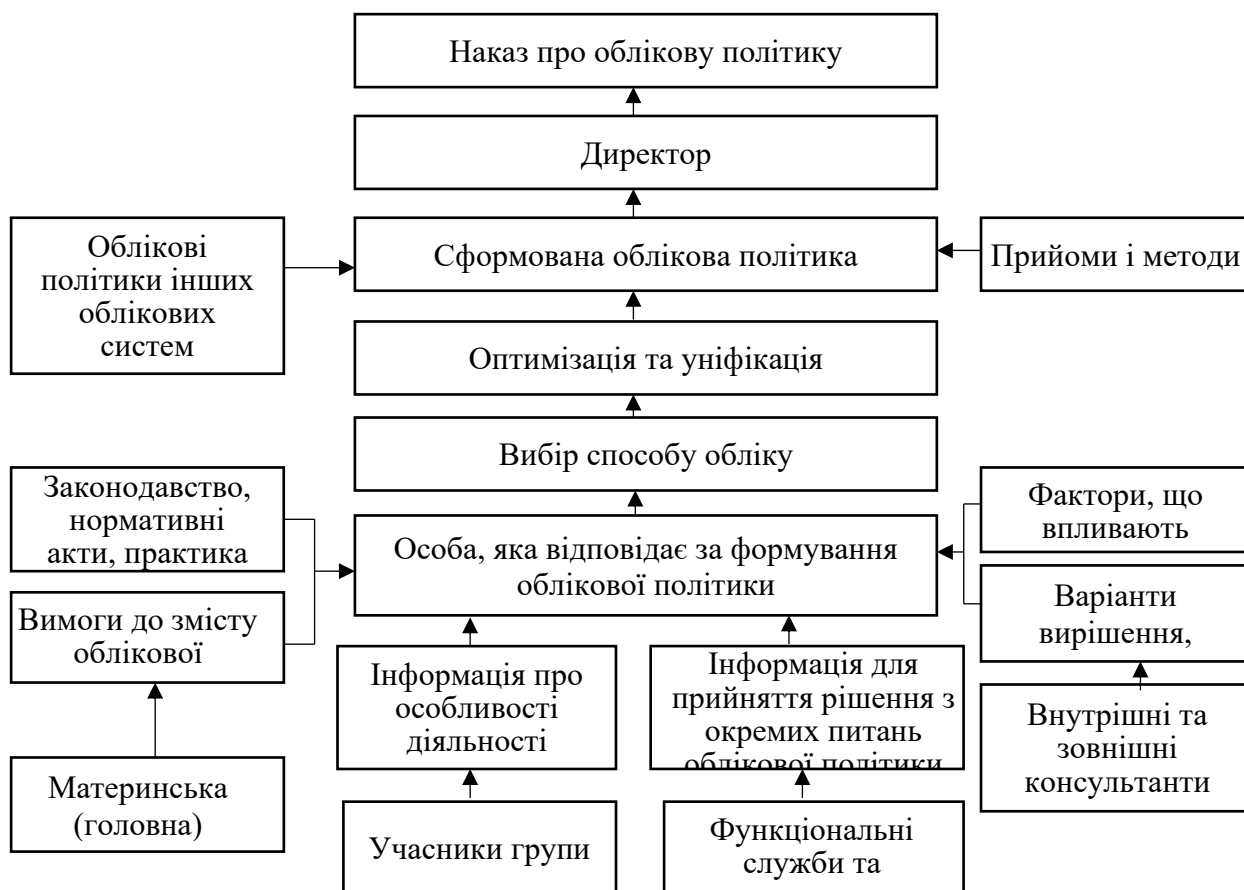 Наказ про облікову політику
Директор
Облікові
політики інших
облікових
систем
Сформована облікова політика
Прийоми і методи
Оптимізація та уніфікація
Вибір способу обліку
Законодавство,
нормативні
акти, практика
Особа, яка відповідає за формування
облікової політики
Фактори, що
впливають
Вимоги до змісту
облікової
Варіанти
вирішення,
Інформація про
особливості
діяльності
Інформація для
прийняття рішення з
окремих питань
облікової політики
Внутрішні та
зовнішні
консультанти
Материнська
(головна)
Учасники групи
Функціональні
служби та